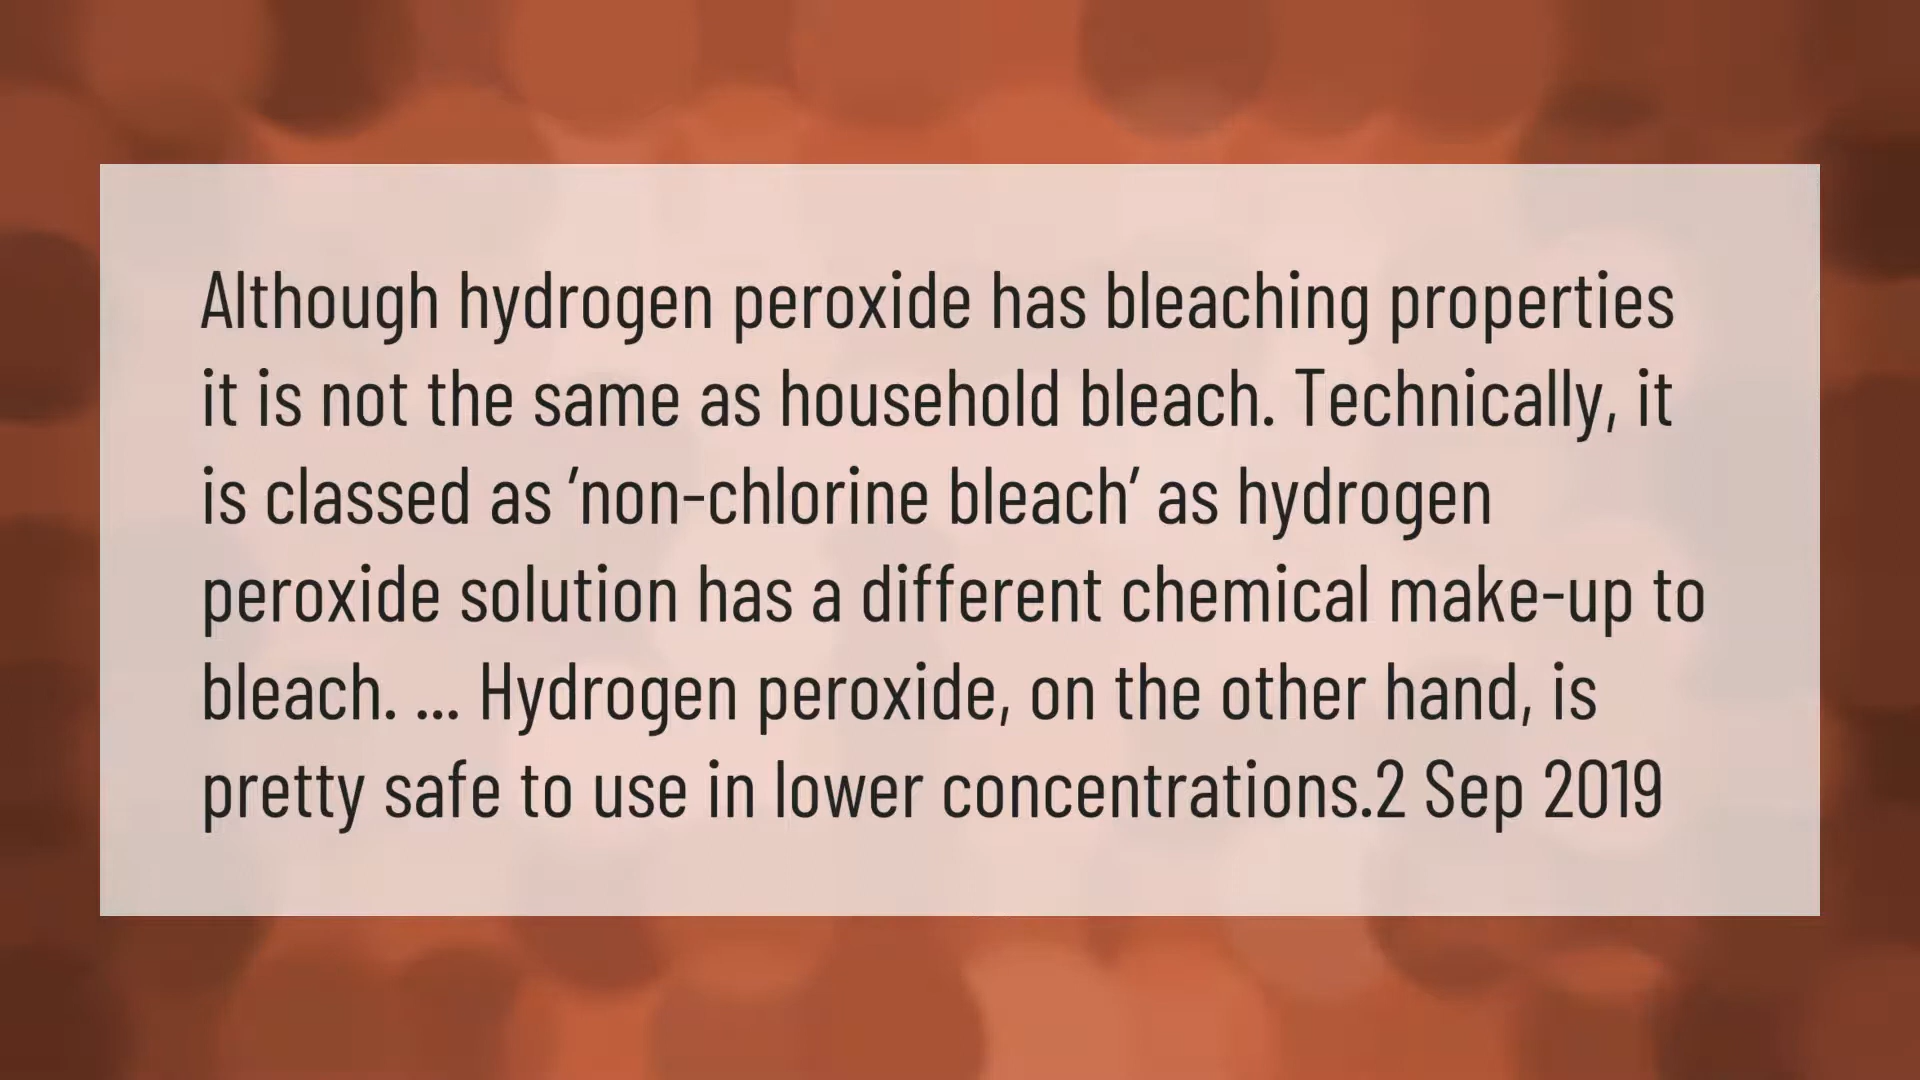 Although hydrogen peroxide has bleaching properties
it is not the same as household bleach. Technically, it
is classed as ‘non-chlorine bleach’ as hydrogen
peroxide solution has a different chemical make-up to
bleach. ... Hydrogen peroxide, on the other hand, is
pretty safe to use in lower concentrations.2 Sep 2019